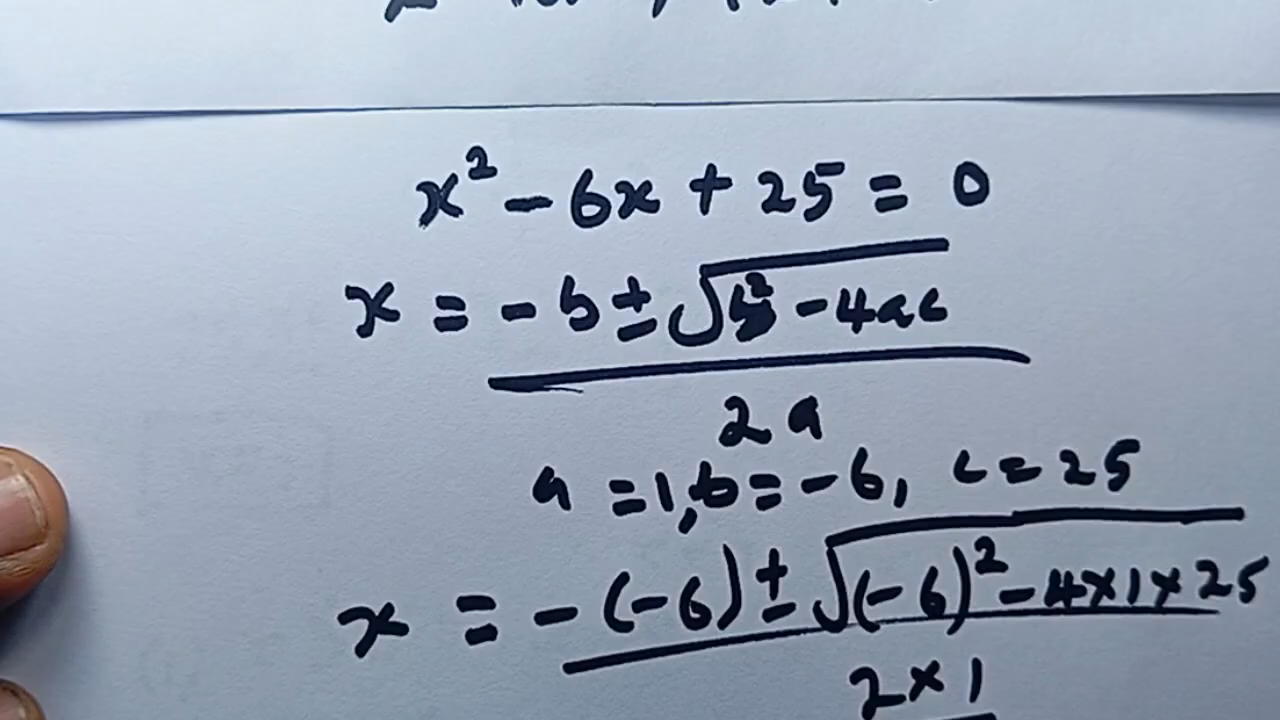 x² - 6x + 25 = 0
x = -b ± √(b² - 4ac)
2a
a = 1, b = -6, c = 25
x = -(-6) ± √((-6)² - 4×1×25)
2×1